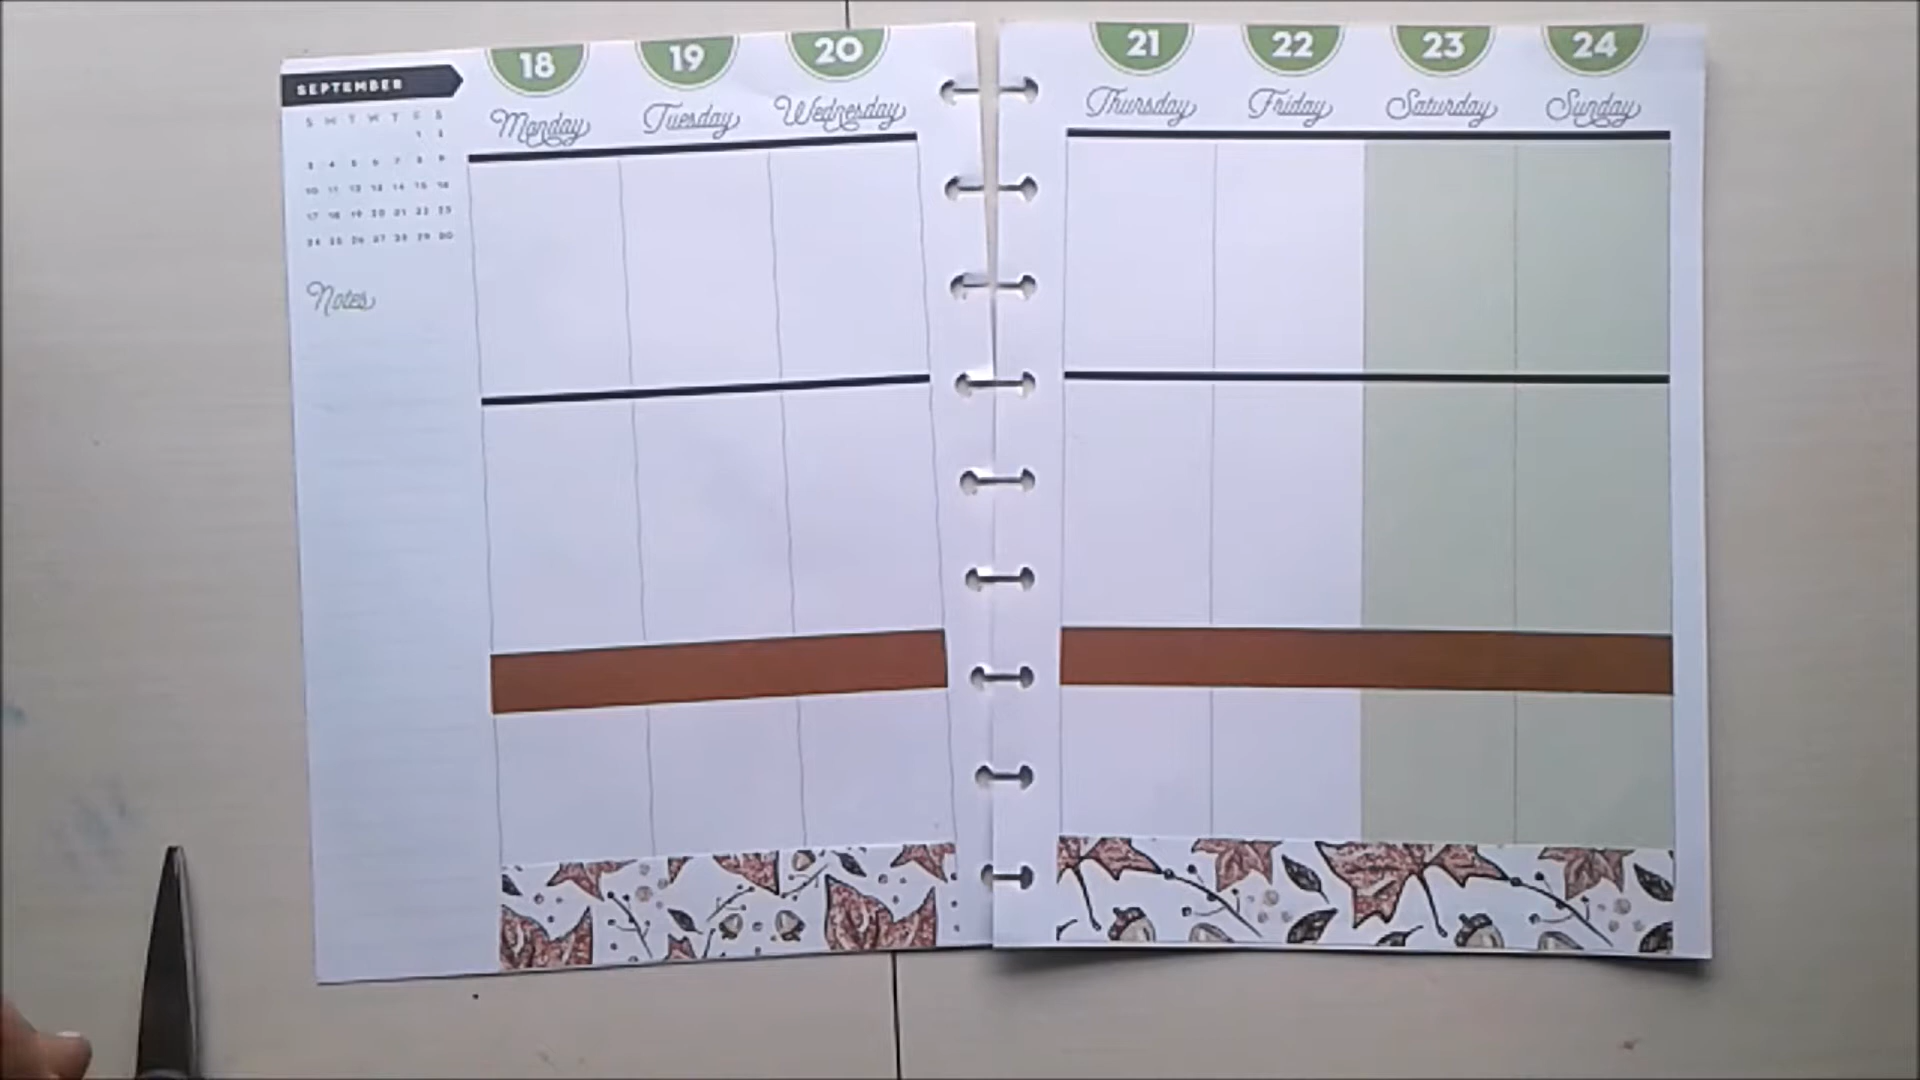 18 19 20
SEPTEMBER
Monday Tuesday Wednesday
S M T W T F S
1 2
3 4 5 6 7 8 9
10 11 12 13 14 15 16
17 18 19 20 21 22 23
24 25 26 27 28 29 30
Notes
21 22 23 24
Thursday Friday Saturday Sunday